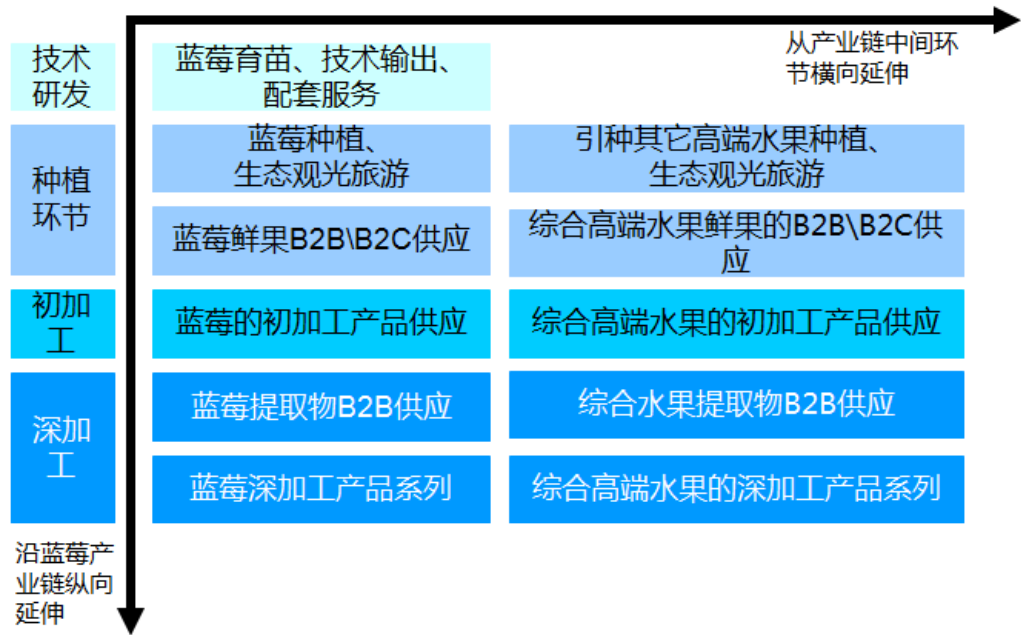 从产业链中间环
节横向延伸
技术
研发
蓝莓育苗、技术输出、
配套服务
种植
环节
蓝莓种植、
生态观光旅游
引种其它高端水果种植、
生态观光旅游
蓝莓鲜果B2B\B2C供应
综合高端水果鲜果的B2B\B2C供
应
初加
工
蓝莓的初加工产品供应
综合高端水果的初加工产品供应
深加
工
蓝莓提取物B2B供应
综合水果提取物B2B供应
蓝莓深加工产品系列
综合高端水果的深加工产品系列
沿蓝莓产
业链纵向
延伸